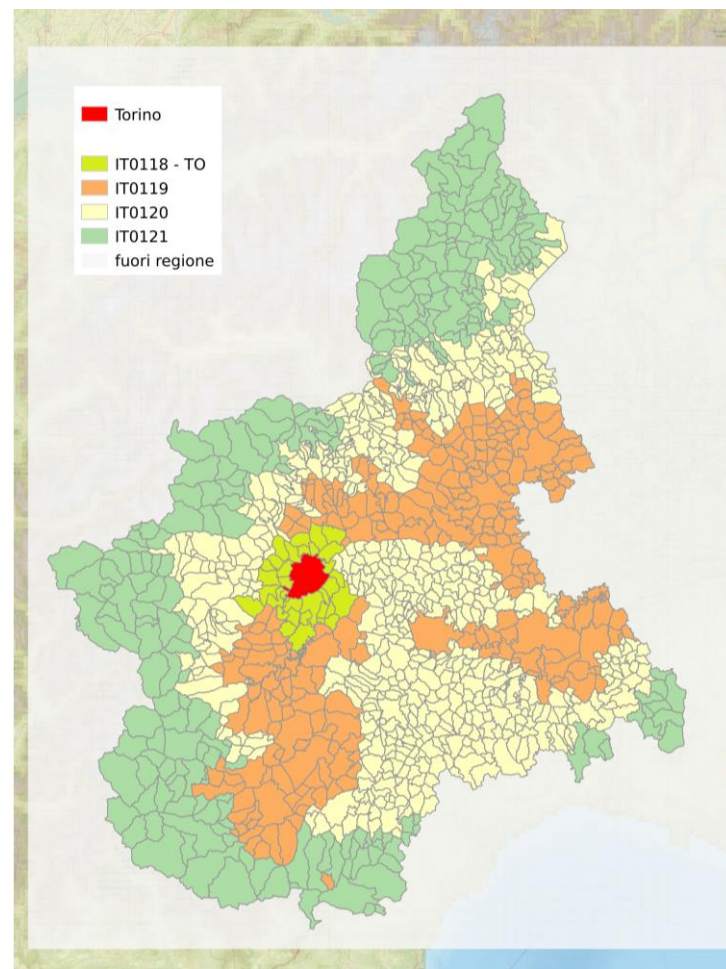 Torino
IT0118 - TO
IT0119
IT0120
IT0121
fuori regione